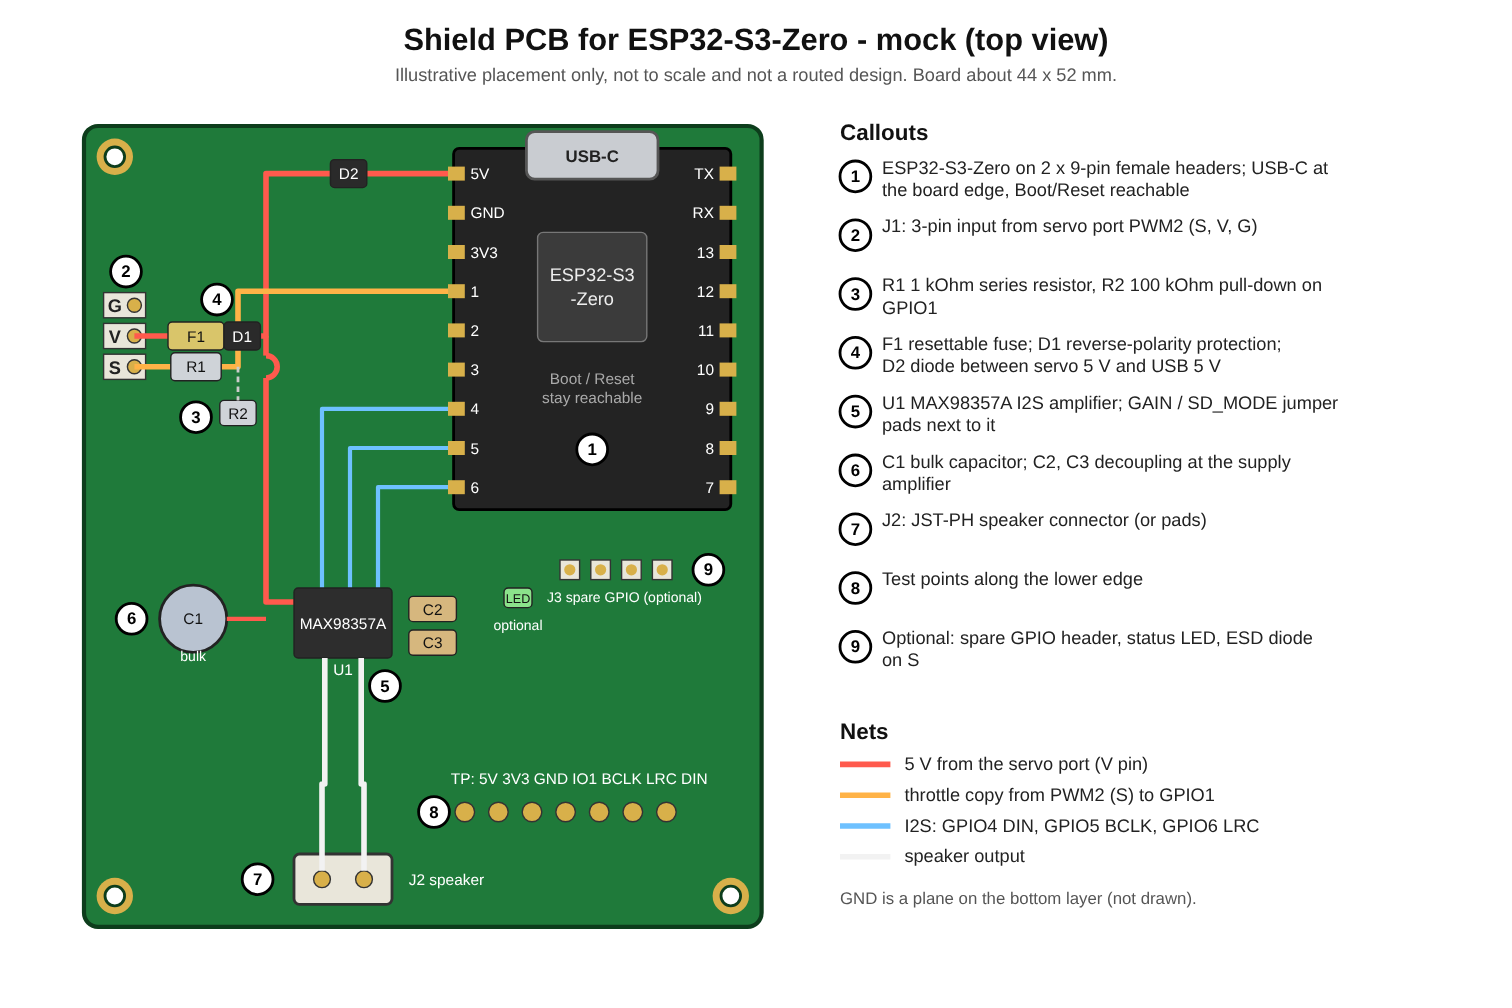 Shield PCB for ESP32-S3-Zero - mock (top view)
Illustrative placement only, not to scale and not a routed design. Board about 44 x 52 mm.
USB-C
D2
5V
TX
GND
RX
3V3
13
ESP32-S3
-Zero
2
G
4
1
12
V
F1
D1
2
11
S
R1
3
10
Boot / Reset
stay reachable
3
R2
4
9
5
8
1
6
7
9
LED
J3 spare GPIO (optional)
optional
6
C1
bulk
MAX98357A
C2
C3
U1
5
TP: 5V 3V3 GND IO1 BCLK LRC DIN
8
7
J2 speaker
Callouts
1
ESP32-S3-Zero on 2 x 9-pin female headers; USB-C at
the board edge, Boot/Reset reachable
2
J1: 3-pin input from servo port PWM2 (S, V, G)
3
R1 1 kOhm series resistor, R2 100 kOhm pull-down on
GPIO1
4
F1 resettable fuse; D1 reverse-polarity protection;
D2 diode between servo 5 V and USB 5 V
5
U1 MAX98357A I2S amplifier; GAIN / SD_MODE jumper
pads next to it
6
C1 bulk capacitor; C2, C3 decoupling at the supply
amplifier
7
J2: JST-PH speaker connector (or pads)
8
Test points along the lower edge
9
Optional: spare GPIO header, status LED, ESD diode
on S
Nets
5 V from the servo port (V pin)
throttle copy from PWM2 (S) to GPIO1
I2S: GPIO4 DIN, GPIO5 BCLK, GPIO6 LRC
speaker output
GND is a plane on the bottom layer (not drawn).